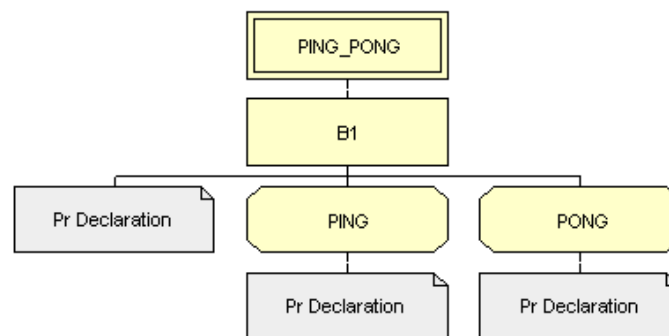 PING_PONG
B1
Pr Declaration
PING
PONG
Pr Declaration
Pr Declaration